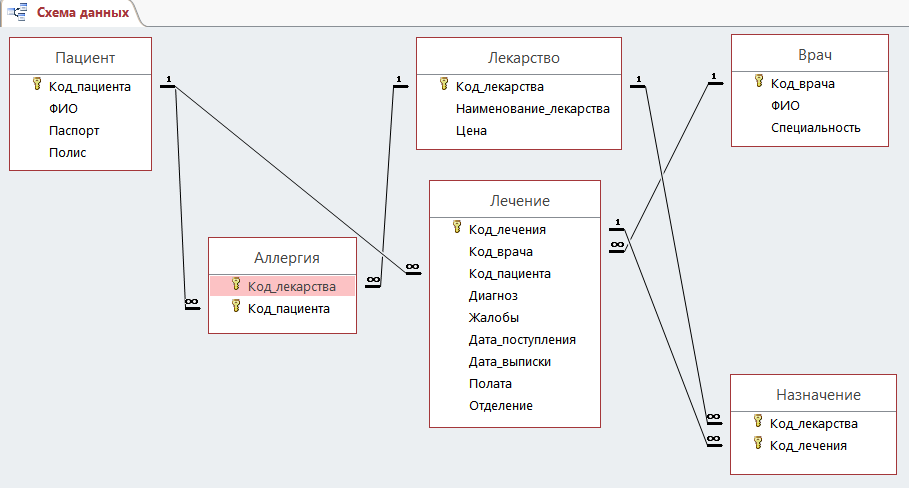 Схема данных
Пациент
Код_пациента
ФИО
Паспорт
Полис
Лекарство
Код_лекарства
Наименование_лекарства
Цена
Врач
Код_врача
ФИО
Специальность
Аллергия
Код_лекарства
Код_пациента
Лечение
Код_лечения
Код_врача
Код_пациента
Диагноз
Жалобы
Дата_поступления
Дата_выписки
Полата
Отделение
Назначение
Код_лекарства
Код_лечения
1
1
1
1
1
∞
∞
∞
∞
∞
∞